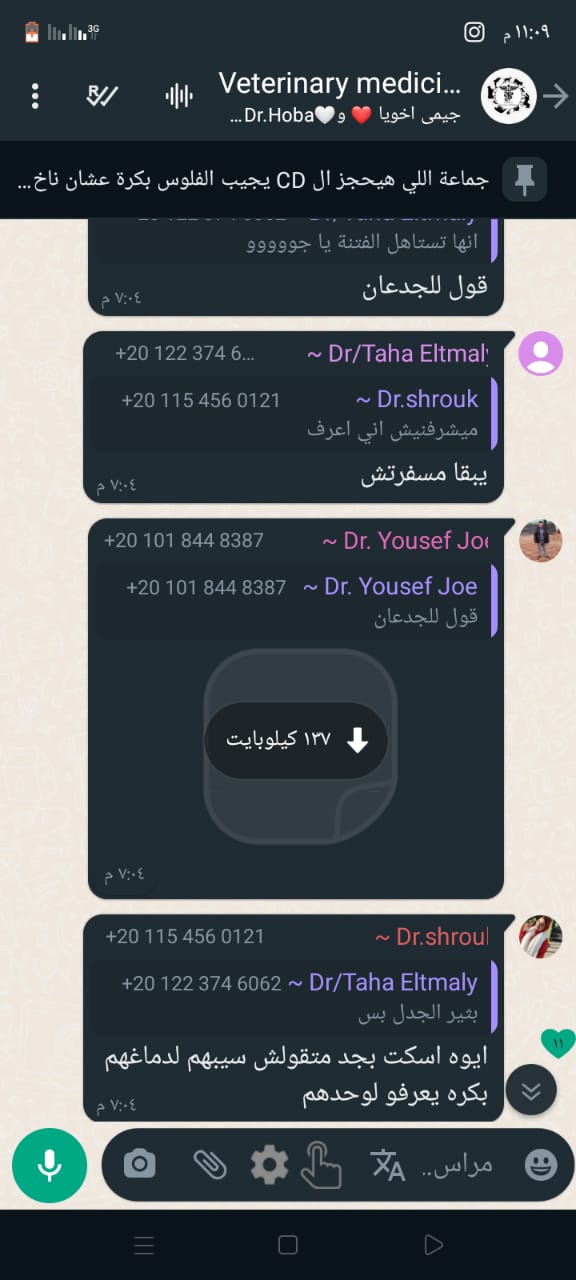 ١١:٠٩ م
3G
Veterinary medici...
جيمى اخويا ❤️ و🤍Dr.Hoba...
جماعة اللي هيحجز ال CD يجيب الفلوس بكرة عشان ناخ...
انها تستاهل الفتنة يا جووووو
قول للجدعان
٧:٠٤ م
~ Dr/Taha Eltmaly +20 122 374 6...
~ Dr.shrouk +20 115 456 0121
ميشرفنيش اني اعرف
يبقا مسفرتش
٧:٠٤ م
~ Dr. Yousef Joe +20 101 844 8387
~ Dr. Yousef Joe +20 101 844 8387
قول للجدعان
١٣٧ كيلوبايت
٧:٠٤ م
~ Dr.shroul +20 115 456 0121
~ Dr/Taha Eltmaly +20 122 374 6062
بثير الجدل بس
ايوه اسكت بجد متقولش سيبهم لدماغهم
بكره يعرفو لوحدهم
٧:٠٤ م
١١
مراس..